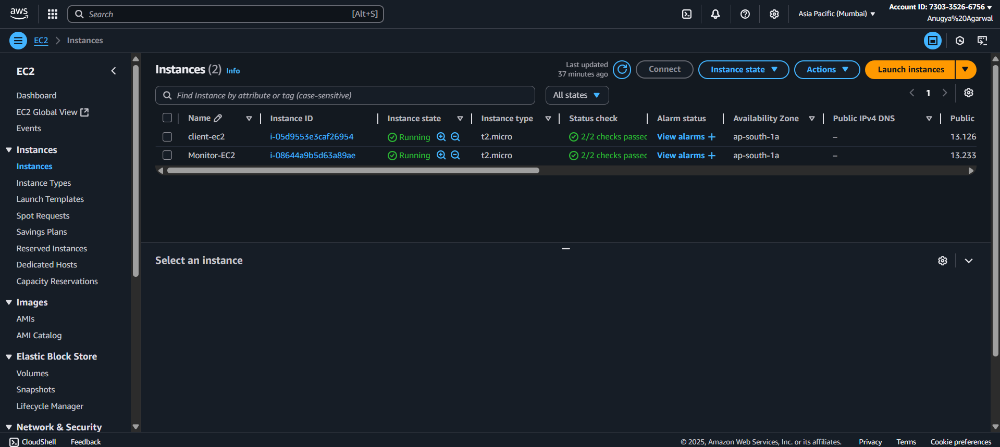 aws
Search [Alt+S]
Asia Pacific (Mumbai)
Account ID: 7303-3526-6756
Anugya%20Agarwal
EC2 Instances
EC2
Dashboard
EC2 Global View
Events
Instances
Instances
Instance Types
Launch Templates
Spot Requests
Savings Plans
Reserved Instances
Dedicated Hosts
Capacity Reservations
Images
AMIs
AMI Catalog
Elastic Block Store
Volumes
Snapshots
Lifecycle Manager
Network & Security
Instances (2) Info
Last updated
37 minutes ago
Connect
Instance state
Actions
Launch instances
Find Instance by attribute or tag (case-sensitive)
All states
1
Name Instance ID Instance state Instance type Status check Alarm status Availability Zone Public IPv4 DNS Public
client-ec2 i-05d9553e3caf26954 Running t2.micro 2/2 checks passec View alarms + ap-south-1a – 13.126
Monitor-EC2 i-08644a9b5d63a89ae Running t2.micro 2/2 checks passec View alarms + ap-south-1a – 13.233
Select an instance
CloudShell Feedback © 2025, Amazon Web Services, Inc. or its affiliates. Privacy Terms Cookie preferences